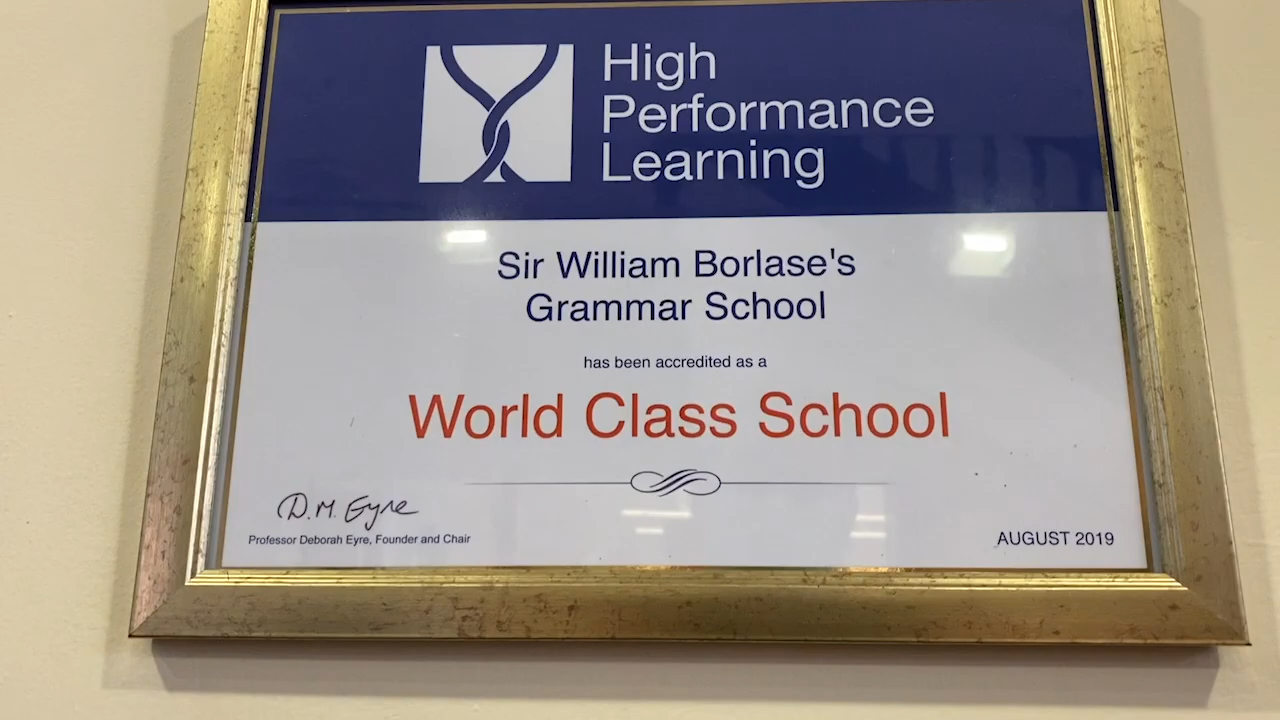 High
Performance
Learning
Sir William Borlase's
Grammar School
has been accredited as a
World Class School
D.M. Eyre
Professor Deborah Eyre, Founder and Chair
AUGUST 2019